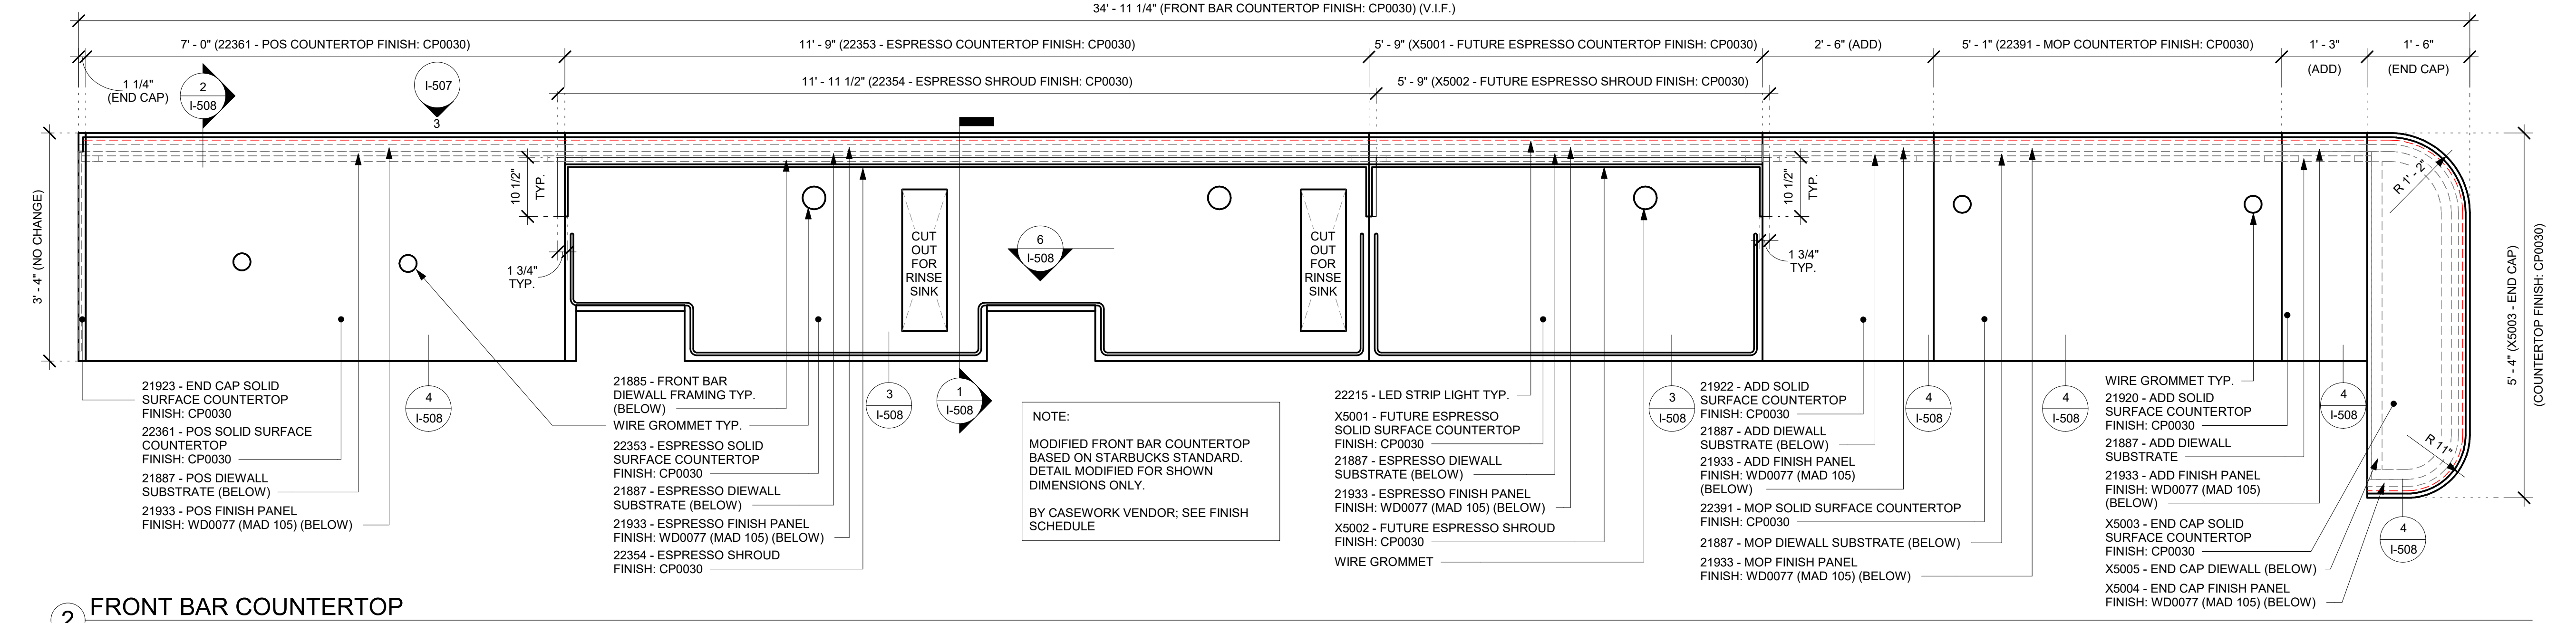 34' - 11 1/4" (FRONT BAR COUNTERTOP FINISH: CP0030) (V.I.F.)
7' - 0" (22361 - POS COUNTERTOP FINISH: CP0030)
11' - 9" (22353 - ESPRESSO COUNTERTOP FINISH: CP0030)
5' - 9" (X5001 - FUTURE ESPRESSO COUNTERTOP FINISH: CP0030)
2' - 6" (ADD)
5' - 1" (22391 - MOP COUNTERTOP FINISH: CP0030)
1' - 3"
(ADD)
1' - 6"
(END CAP)
1 1/4"
(END CAP)
2
I-508
I-507
3
11' - 11 1/2" (22354 - ESPRESSO SHROUD FINISH: CP0030)
5' - 9" (X5002 - FUTURE ESPRESSO SHROUD FINISH: CP0030)
3' - 4" (NO CHANGE)
10 1/2"
TYP.
1 3/4"
TYP.
CUT
OUT
FOR
RINSE
SINK
6
I-508
CUT
OUT
FOR
RINSE
SINK
10 1/2"
TYP.
1 3/4"
TYP.
R 1' - 2"
R 11"
5' - 4" (X5003 - END CAP)
(COUNTERTOP FINISH: CP0030)
21923 - END CAP SOLID
SURFACE COUNTERTOP
FINISH: CP0030
22361 - POS SOLID SURFACE
COUNTERTOP
FINISH: CP0030
21887 - POS DIEWALL
SUBSTRATE (BELOW)
21933 - POS FINISH PANEL
FINISH: WD0077 (MAD 105) (BELOW)
4
I-508
21885 - FRONT BAR
DIEWALL FRAMING TYP.
(BELOW)
WIRE GROMMET TYP.
22353 - ESPRESSO SOLID
SURFACE COUNTERTOP
FINISH: CP0030
21887 - ESPRESSO DIEWALL
SUBSTRATE (BELOW)
21933 - ESPRESSO FINISH PANEL
FINISH: WD0077 (MAD 105) (BELOW)
22354 - ESPRESSO SHROUD
FINISH: CP0030
3
I-508
1
I-508
NOTE:
MODIFIED FRONT BAR COUNTERTOP
BASED ON STARBUCKS STANDARD.
DETAIL MODIFIED FOR SHOWN
DIMENSIONS ONLY.
BY CASEWORK VENDOR; SEE FINISH
SCHEDULE
22215 - LED STRIP LIGHT TYP.
X5001 - FUTURE ESPRESSO
SOLID SURFACE COUNTERTOP
FINISH: CP0030
21887 - ESPRESSO DIEWALL
SUBSTRATE (BELOW)
21933 - ESPRESSO FINISH PANEL
FINISH: WD0077 (MAD 105) (BELOW)
X5002 - FUTURE ESPRESSO SHROUD
FINISH: CP0030
WIRE GROMMET
3
I-508
21922 - ADD SOLID
SURFACE COUNTERTOP
FINISH: CP0030
21887 - ADD DIEWALL
SUBSTRATE (BELOW)
21933 - ADD FINISH PANEL
FINISH: WD0077 (MAD 105)
(BELOW)
22391 - MOP SOLID SURFACE COUNTERTOP
FINISH: CP0030
21887 - MOP DIEWALL SUBSTRATE (BELOW)
21933 - MOP FINISH PANEL
FINISH: WD0077 (MAD 105) (BELOW)
4
I-508
4
I-508
WIRE GROMMET TYP.
21920 - ADD SOLID
SURFACE COUNTERTOP
FINISH: CP0030
21887 - ADD DIEWALL
SUBSTRATE
21933 - ADD FINISH PANEL
FINISH: WD0077 (MAD 105)
(BELOW)
X5003 - END CAP SOLID
SURFACE COUNTERTOP
FINISH: CP0030
X5005 - END CAP DIEWALL (BELOW)
X5004 - END CAP FINISH PANEL
FINISH: WD0077 (MAD 105) (BELOW)
4
I-508
4
I-508
2
FRONT BAR COUNTERTOP